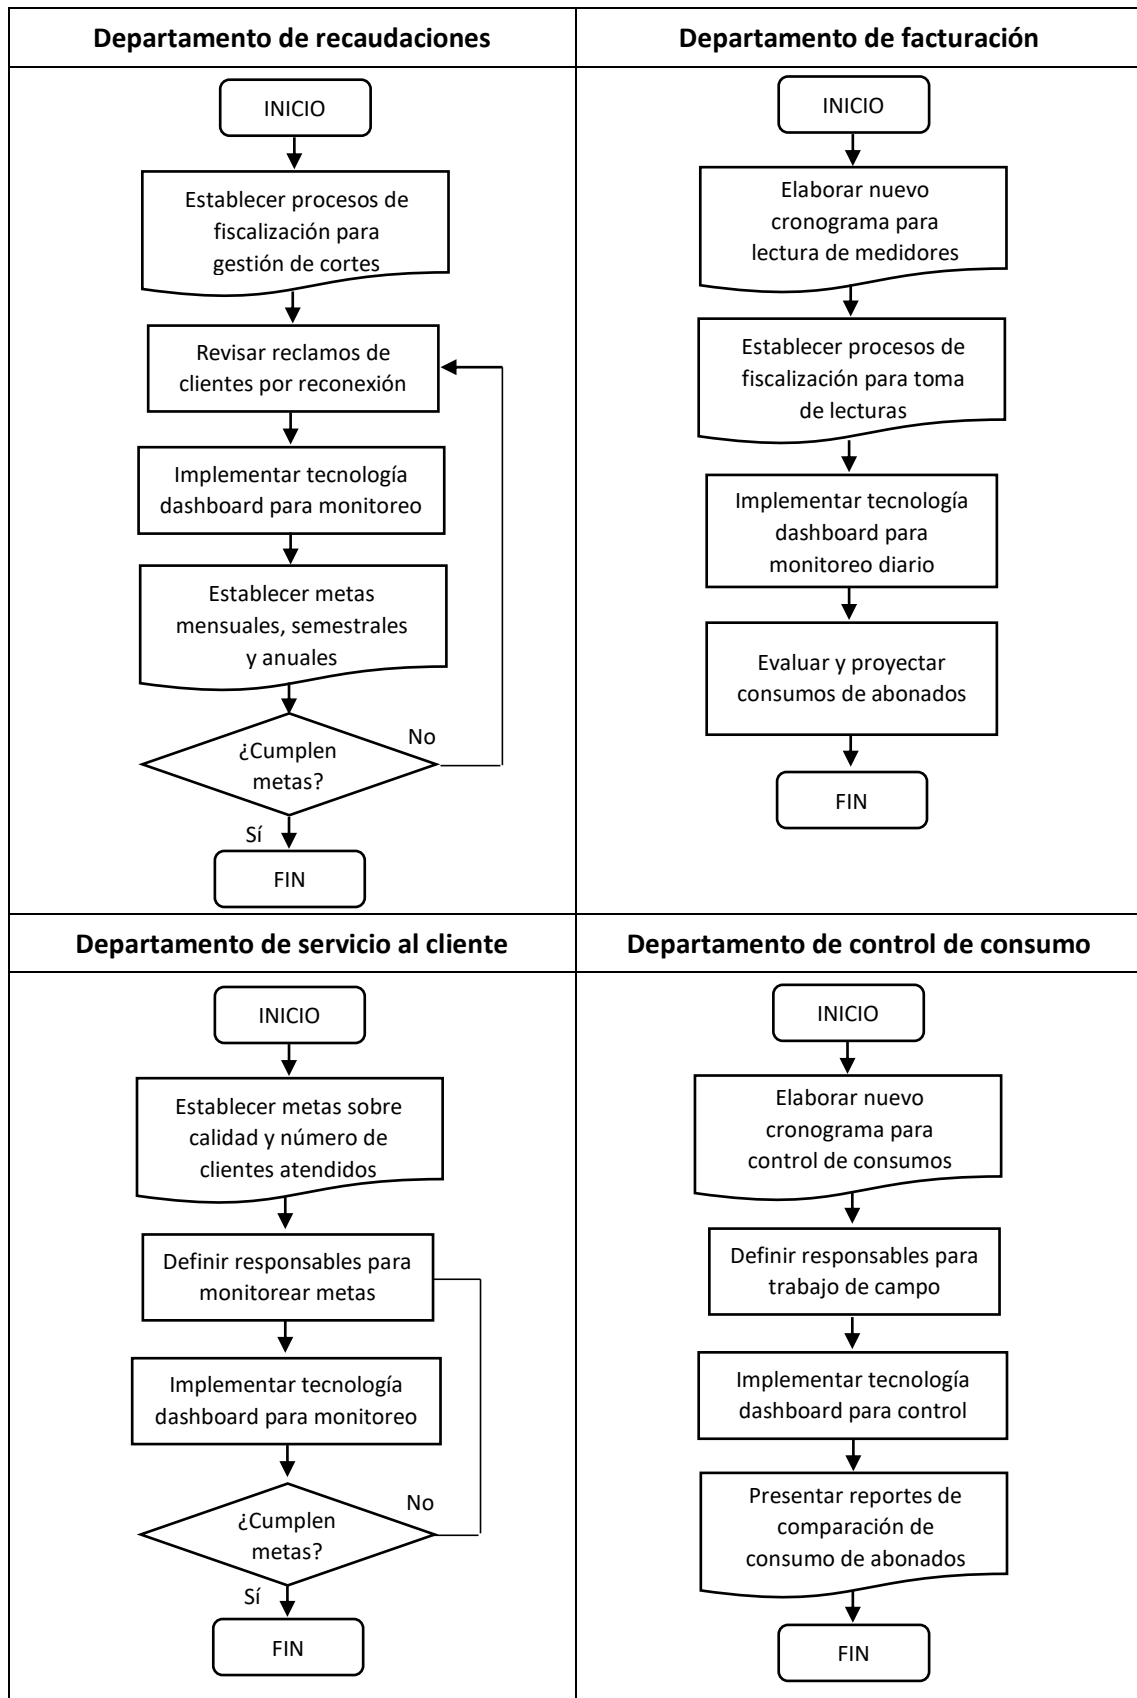 Departamento de recaudaciones
INICIO
Establecer procesos de
fiscalización para
gestión de cortes
Revisar reclamos de
clientes por reconexión
Implementar tecnología
dashboard para monitoreo
Establecer metas
mensuales, semestrales
y anuales
¿Cumplen
metas?
No
Sí
FIN
Departamento de facturación
INICIO
Elaborar nuevo
cronograma para
lectura de medidores
Establecer procesos de
fiscalización para toma
de lecturas
Implementar tecnología
dashboard para
monitoreo diario
Evaluar y proyectar
consumos de abonados
FIN
Departamento de servicio al cliente
INICIO
Establecer metas sobre
calidad y número de
clientes atendidos
Definir responsables para
monitorear metas
Implementar tecnología
dashboard para monitoreo
¿Cumplen
metas?
No
Sí
FIN
Departamento de control de consumo
INICIO
Elaborar nuevo
cronograma para
control de consumos
Definir responsables para
trabajo de campo
Implementar tecnología
dashboard para control
Presentar reportes de
comparación de
consumo de abonados
FIN